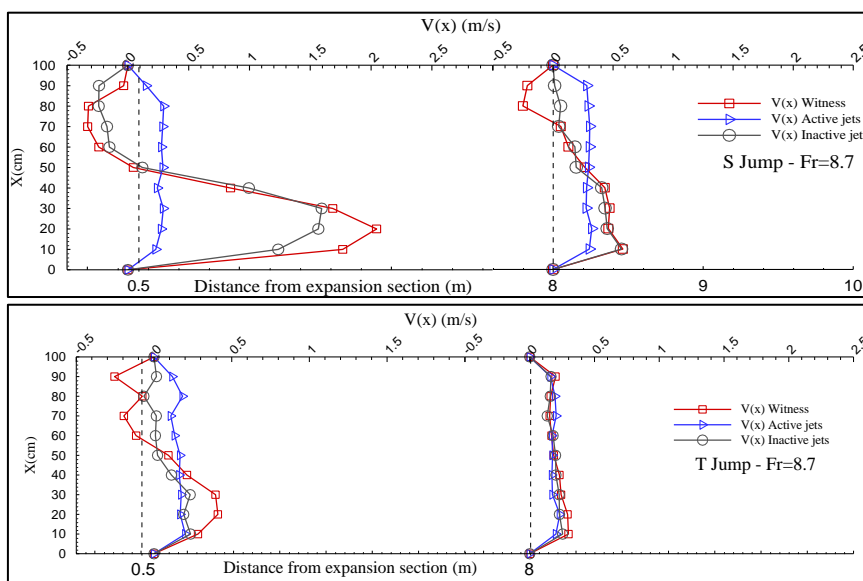 V(x) (m/s)
-0.5 0 0.5 1 1.5 2 2.5 -0.5 0 0.5 1 1.5 2 2.5
100
90
80
70
60
50
40
30
20
10
0
X(cm)
V(x) Witness
V(x) Active jets
V(x) Inactive jet
S Jump - Fr=8.7
0.5 Distance from expansion section (m) 8 9 10
V(x) (m/s)
-0.5 0 0.5 1 1.5 2 2.5 -0.5 0 0.5 1 1.5 2 2.5
100
90
80
70
60
50
40
30
20
10
0
X(cm)
V(x) Witness
V(x) Active jets
V(x) Inactive jets
T Jump - Fr=8.7
0.5 Distance from expansion section (m) 8